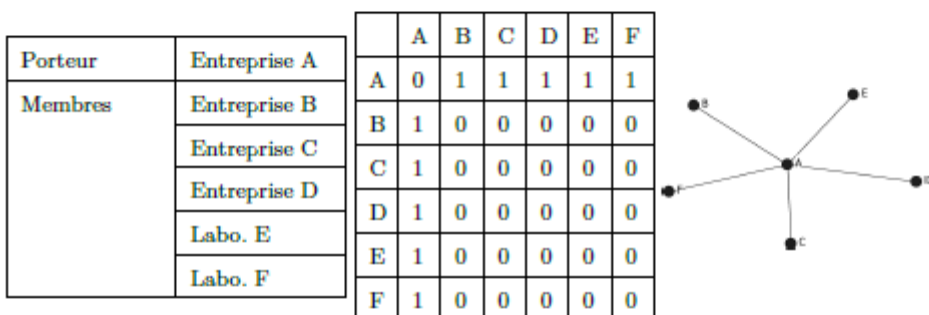 Porteur Entreprise A
Membres Entreprise B
Entreprise C
Entreprise D
Labo. E
Labo. F
A B C D E F
A 0 1 1 1 1 1
B 1 0 0 0 0 0
C 1 0 0 0 0 0
D 1 0 0 0 0 0
E 1 0 0 0 0 0
F 1 0 0 0 0 0
B
E
A
F
D
C